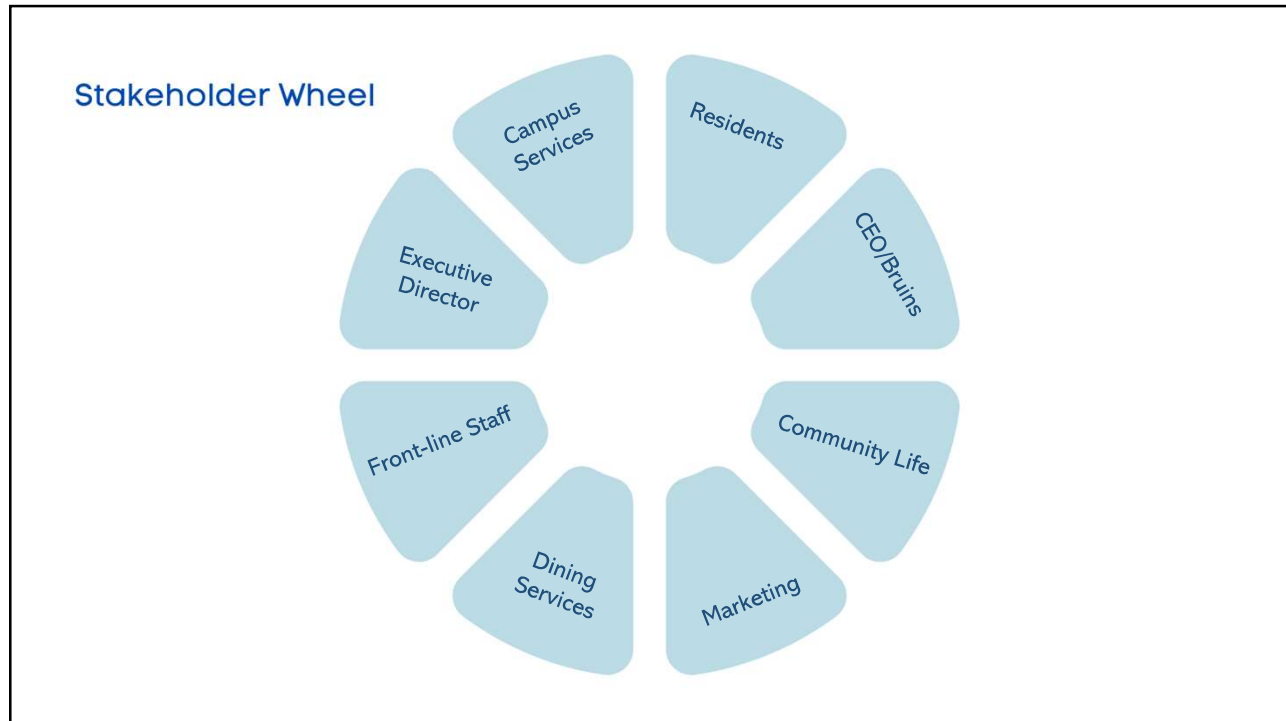 Stakeholder Wheel
Campus
Services
Residents
CEO/Bruins
Executive
Director
Community Life
Front-line Staff
Dining
Services
Marketing